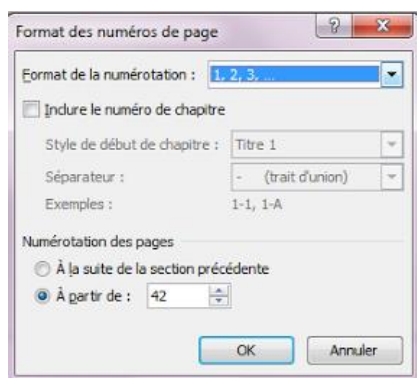 Format des numéros de page
Format de la numérotation : 1, 2, 3, ...
Inclure le numéro de chapitre
Style de début de chapitre : Titre 1
Séparateur : - (trait d'union)
Exemples : 1-1, 1-A
Numérotation des pages
À la suite de la section précédente
À partir de : 42
OK Annuler